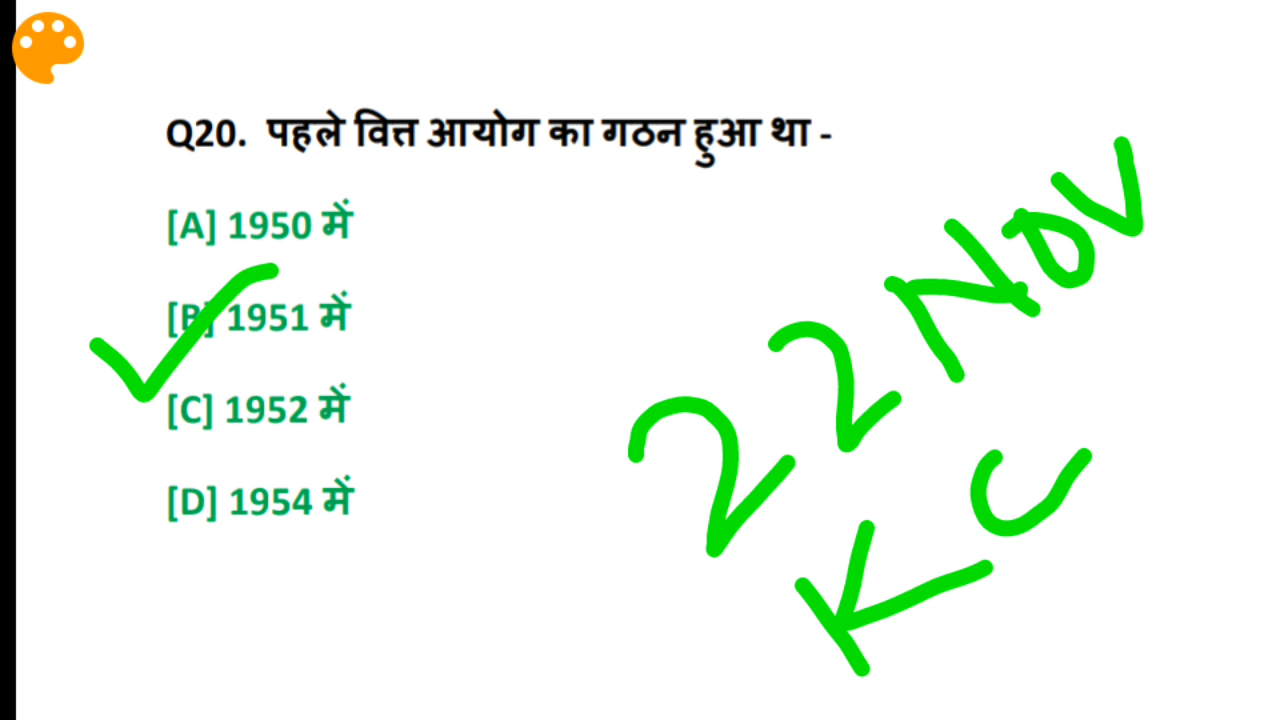 Q20. पहले वित्त आयोग का गठन हुआ था -
[A] 1950 में
[B] 1951 में
[C] 1952 में
[D] 1954 में
22 Nov
KC